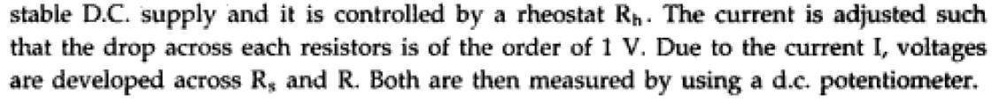 stable D.C. supply and it is controlled by a rheostat Rh. The current is adjusted such
that the drop across each resistors is of the order of 1 V. Due to the current I, voltages
are developed across Rs and R. Both are then measured by using a d.c. potentiometer.